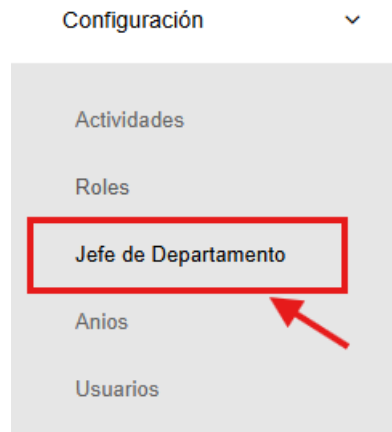 Configuración
Actividades
Roles
Jefe de Departamento
Anios
Usuarios